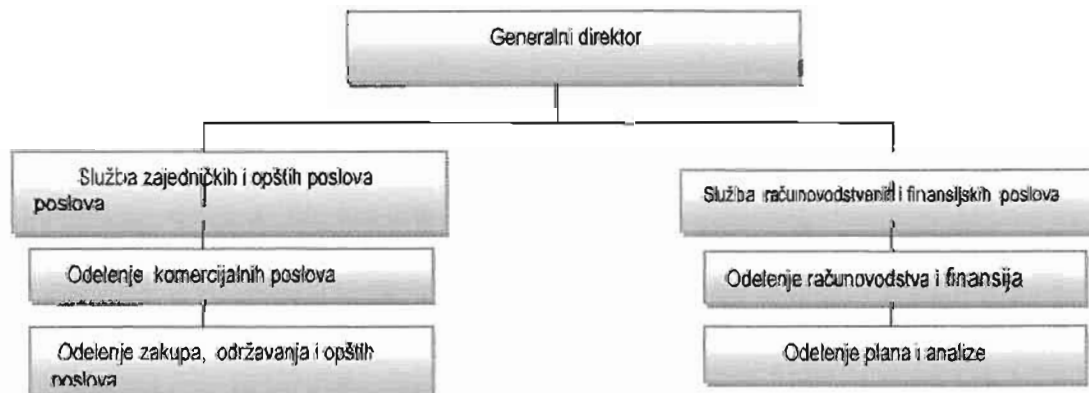 Generalni direktor
Služba zajedničkih i opštih poslova
poslova
Služba računovodstvenih i finansijskih poslova
Odelenje komercijalnih poslova
Odelenje računovodstva i finansija
Odelenje zakupa, održavanja i opštih
poslova
Odelenje plana i analize